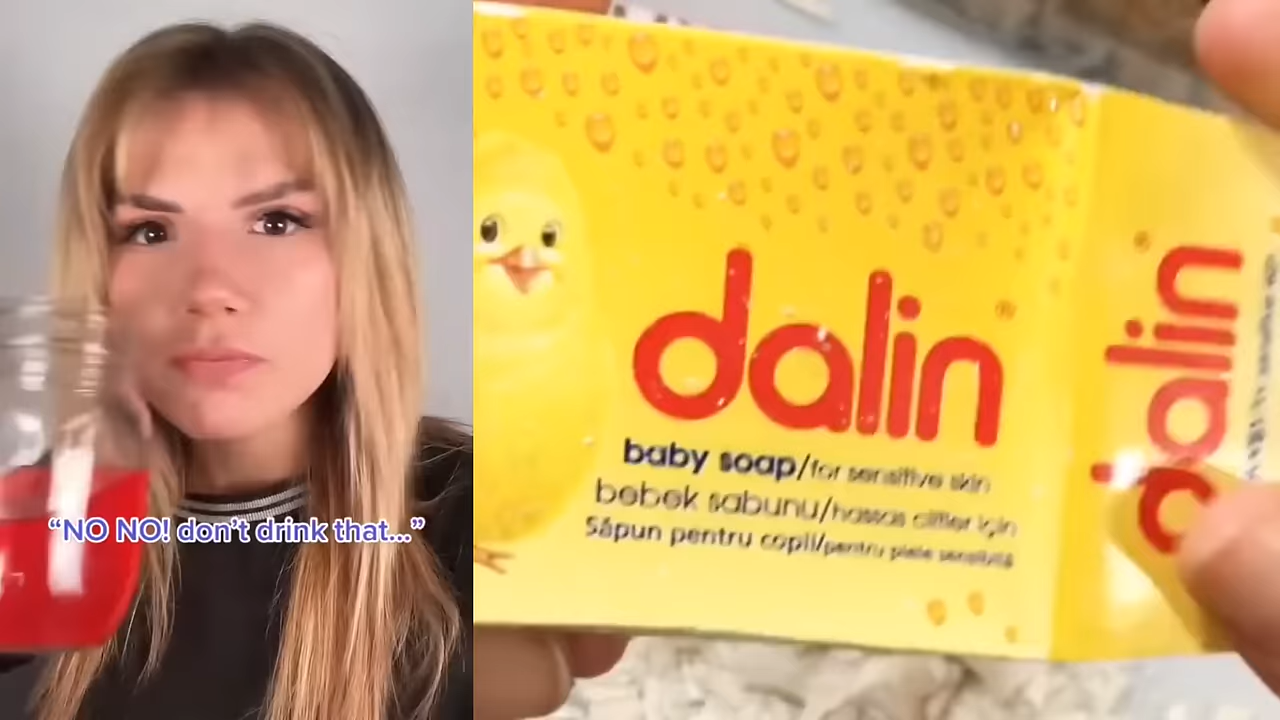 “NO NO! don’t drink that...”
dalin®
baby soap/for sensitive skin
bebek sabunu/hassas ciltler için
Săpun pentru copii/pentru piele sensibilă
dalin®